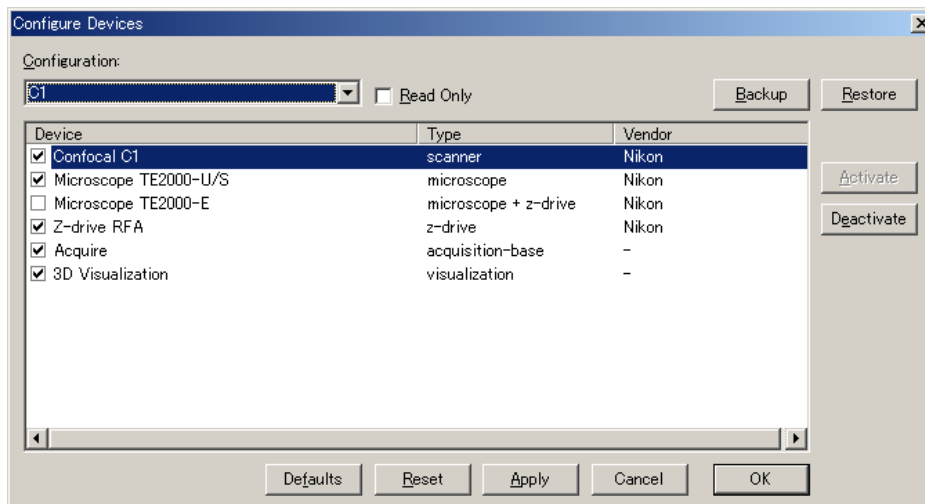 Configure Devices
Configuration:
C1 Read Only Backup Restore
Device Type Vendor
Confocal C1 scanner Nikon
Microscope TE2000-U/S microscope Nikon
Microscope TE2000-E microscope + z-drive Nikon
Z-drive RFA z-drive Nikon
Acquire acquisition-base -
3D Visualization visualization -
Activate
Deactivate
Defaults Reset Apply Cancel OK